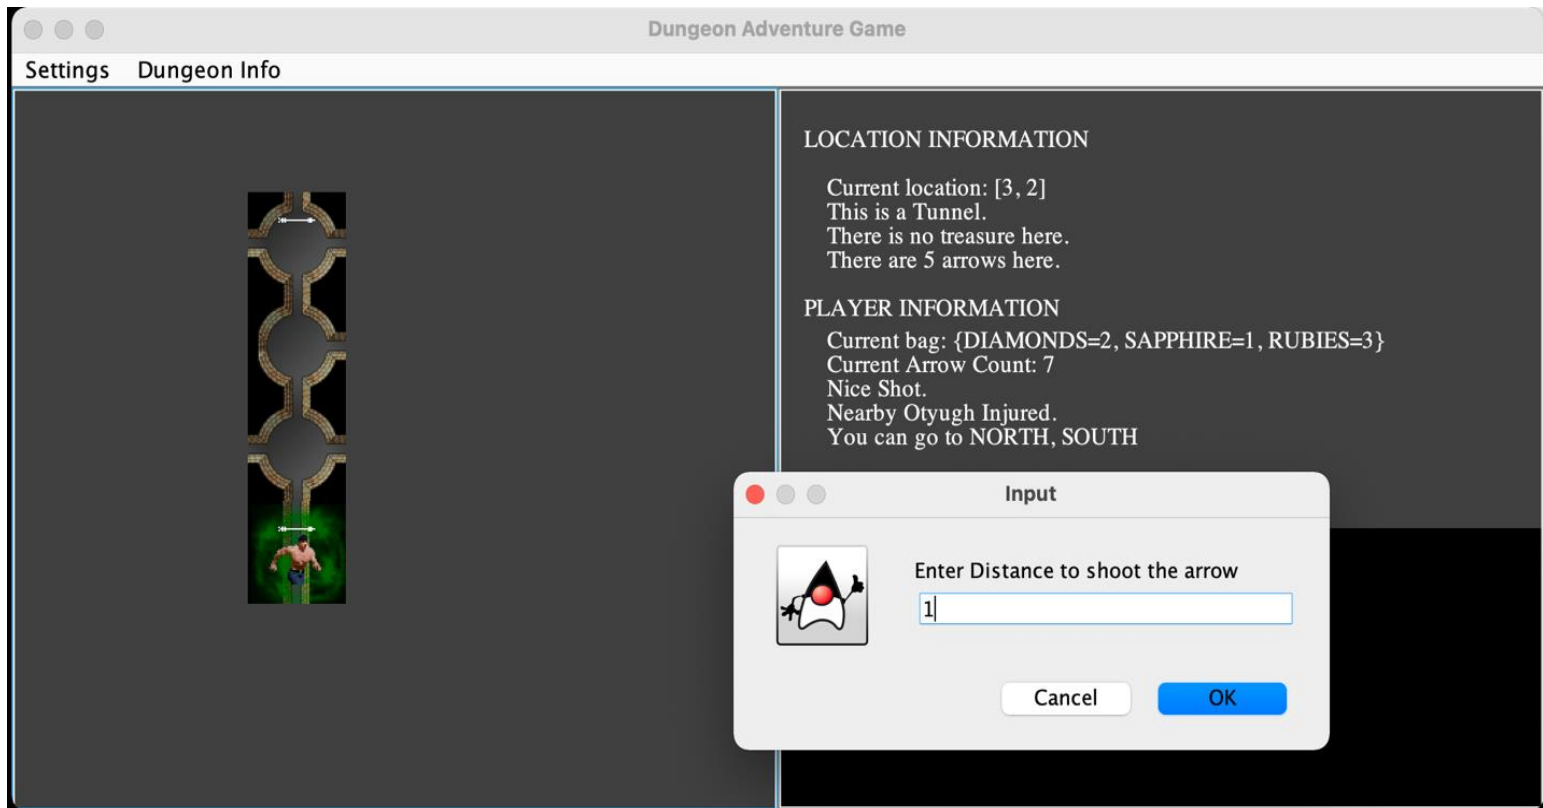 Dungeon Adventure Game
Settings Dungeon Info
LOCATION INFORMATION
Current location: [3, 2]
This is a Tunnel.
There is no treasure here.
There are 5 arrows here.
PLAYER INFORMATION
Current bag: {DIAMONDS=2, SAPPHIRE=1, RUBIES=3}
Current Arrow Count: 7
Nice Shot.
Nearby Otyugh Injured.
You can go to NORTH, SOUTH
Input
Enter Distance to shoot the arrow
1
Cancel OK